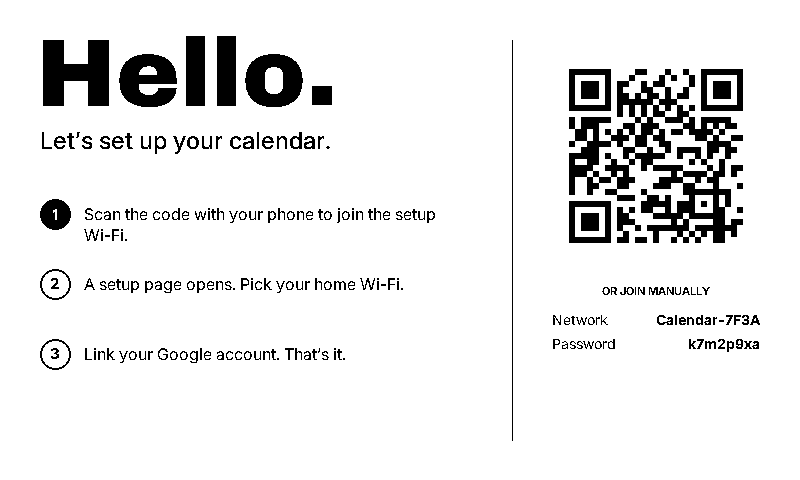 Hello.
Let's set up your calendar.
1 Scan the code with your phone to join the setup
Wi-Fi.
2 A setup page opens. Pick your home Wi-Fi.
3 Link your Google account. That's it.
OR JOIN MANUALLY
Network Calendar-7F3A
Password k7m2p9xa